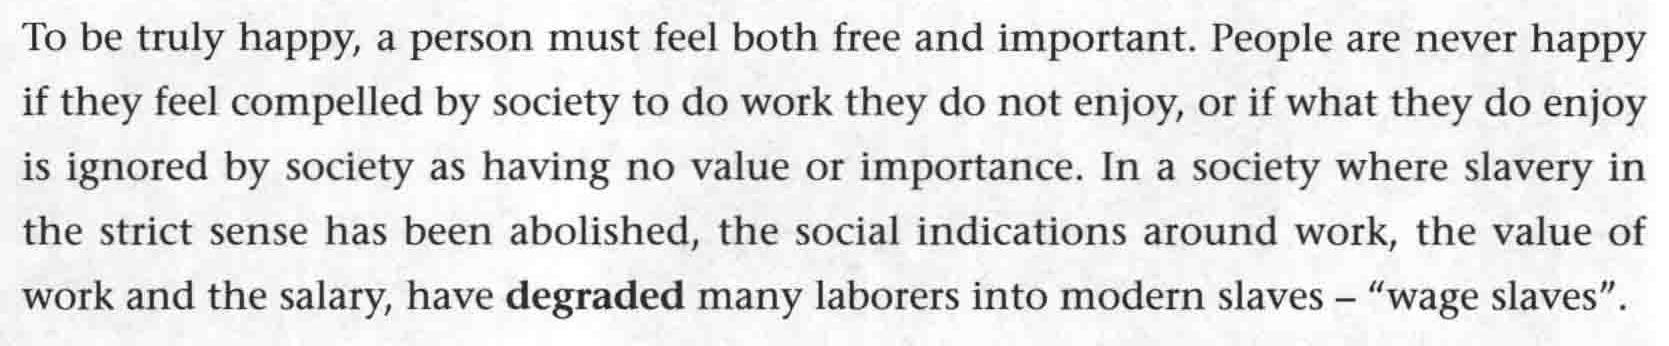 To be truly happy, a person must feel both free and important. People are never happy
if they feel compelled by society to do work they do not enjoy, or if what they do enjoy
is ignored by society as having no value or importance. In a society where slavery in
the strict sense has been abolished, the social indications around work, the value of
work and the salary, have degraded many laborers into modern slaves – “wage slaves”.